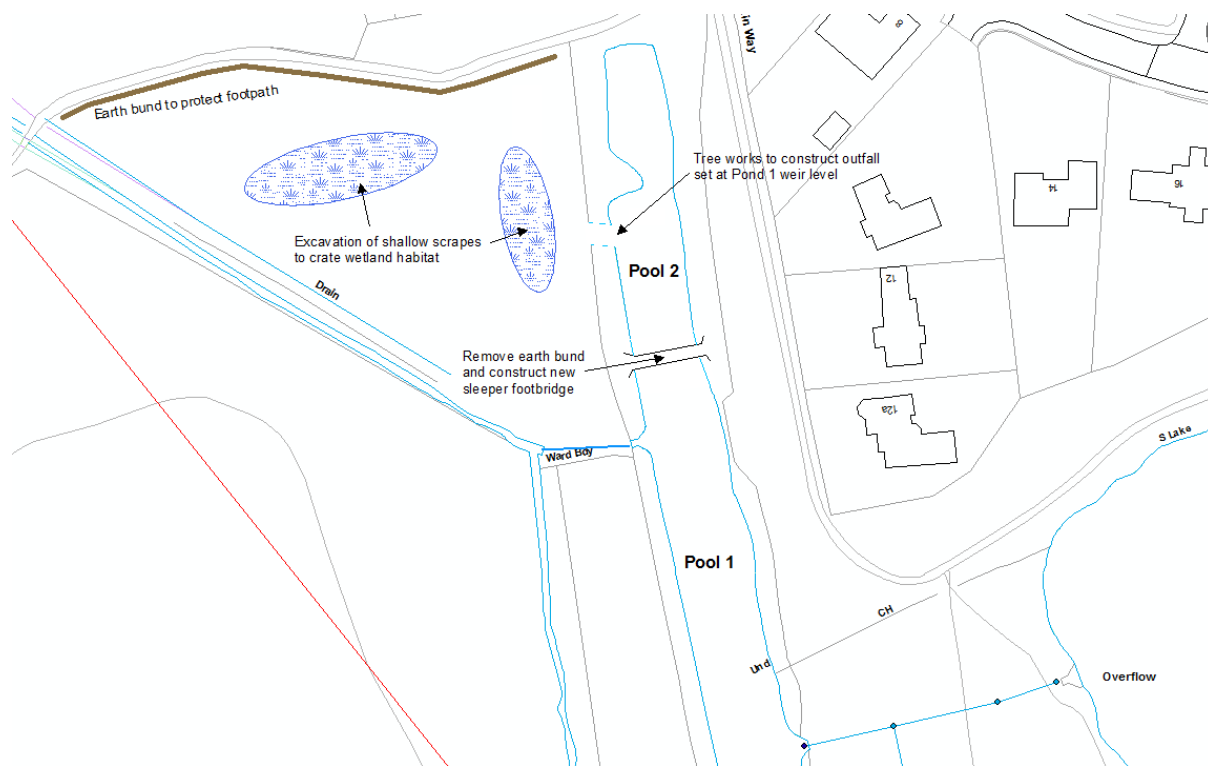 in Way
8
Earth bund to protect footpath
Tree works to construct outfall
set at Pond 1 weir level
14
16
Excavation of shallow scrapes
to crate wetland habitat
Pool 2
12
Drain
Remove earth bund
and construct new
sleeper footbridge
12a
S Lake
Ward Bdy
Pool 1
CH
Und
Overflow